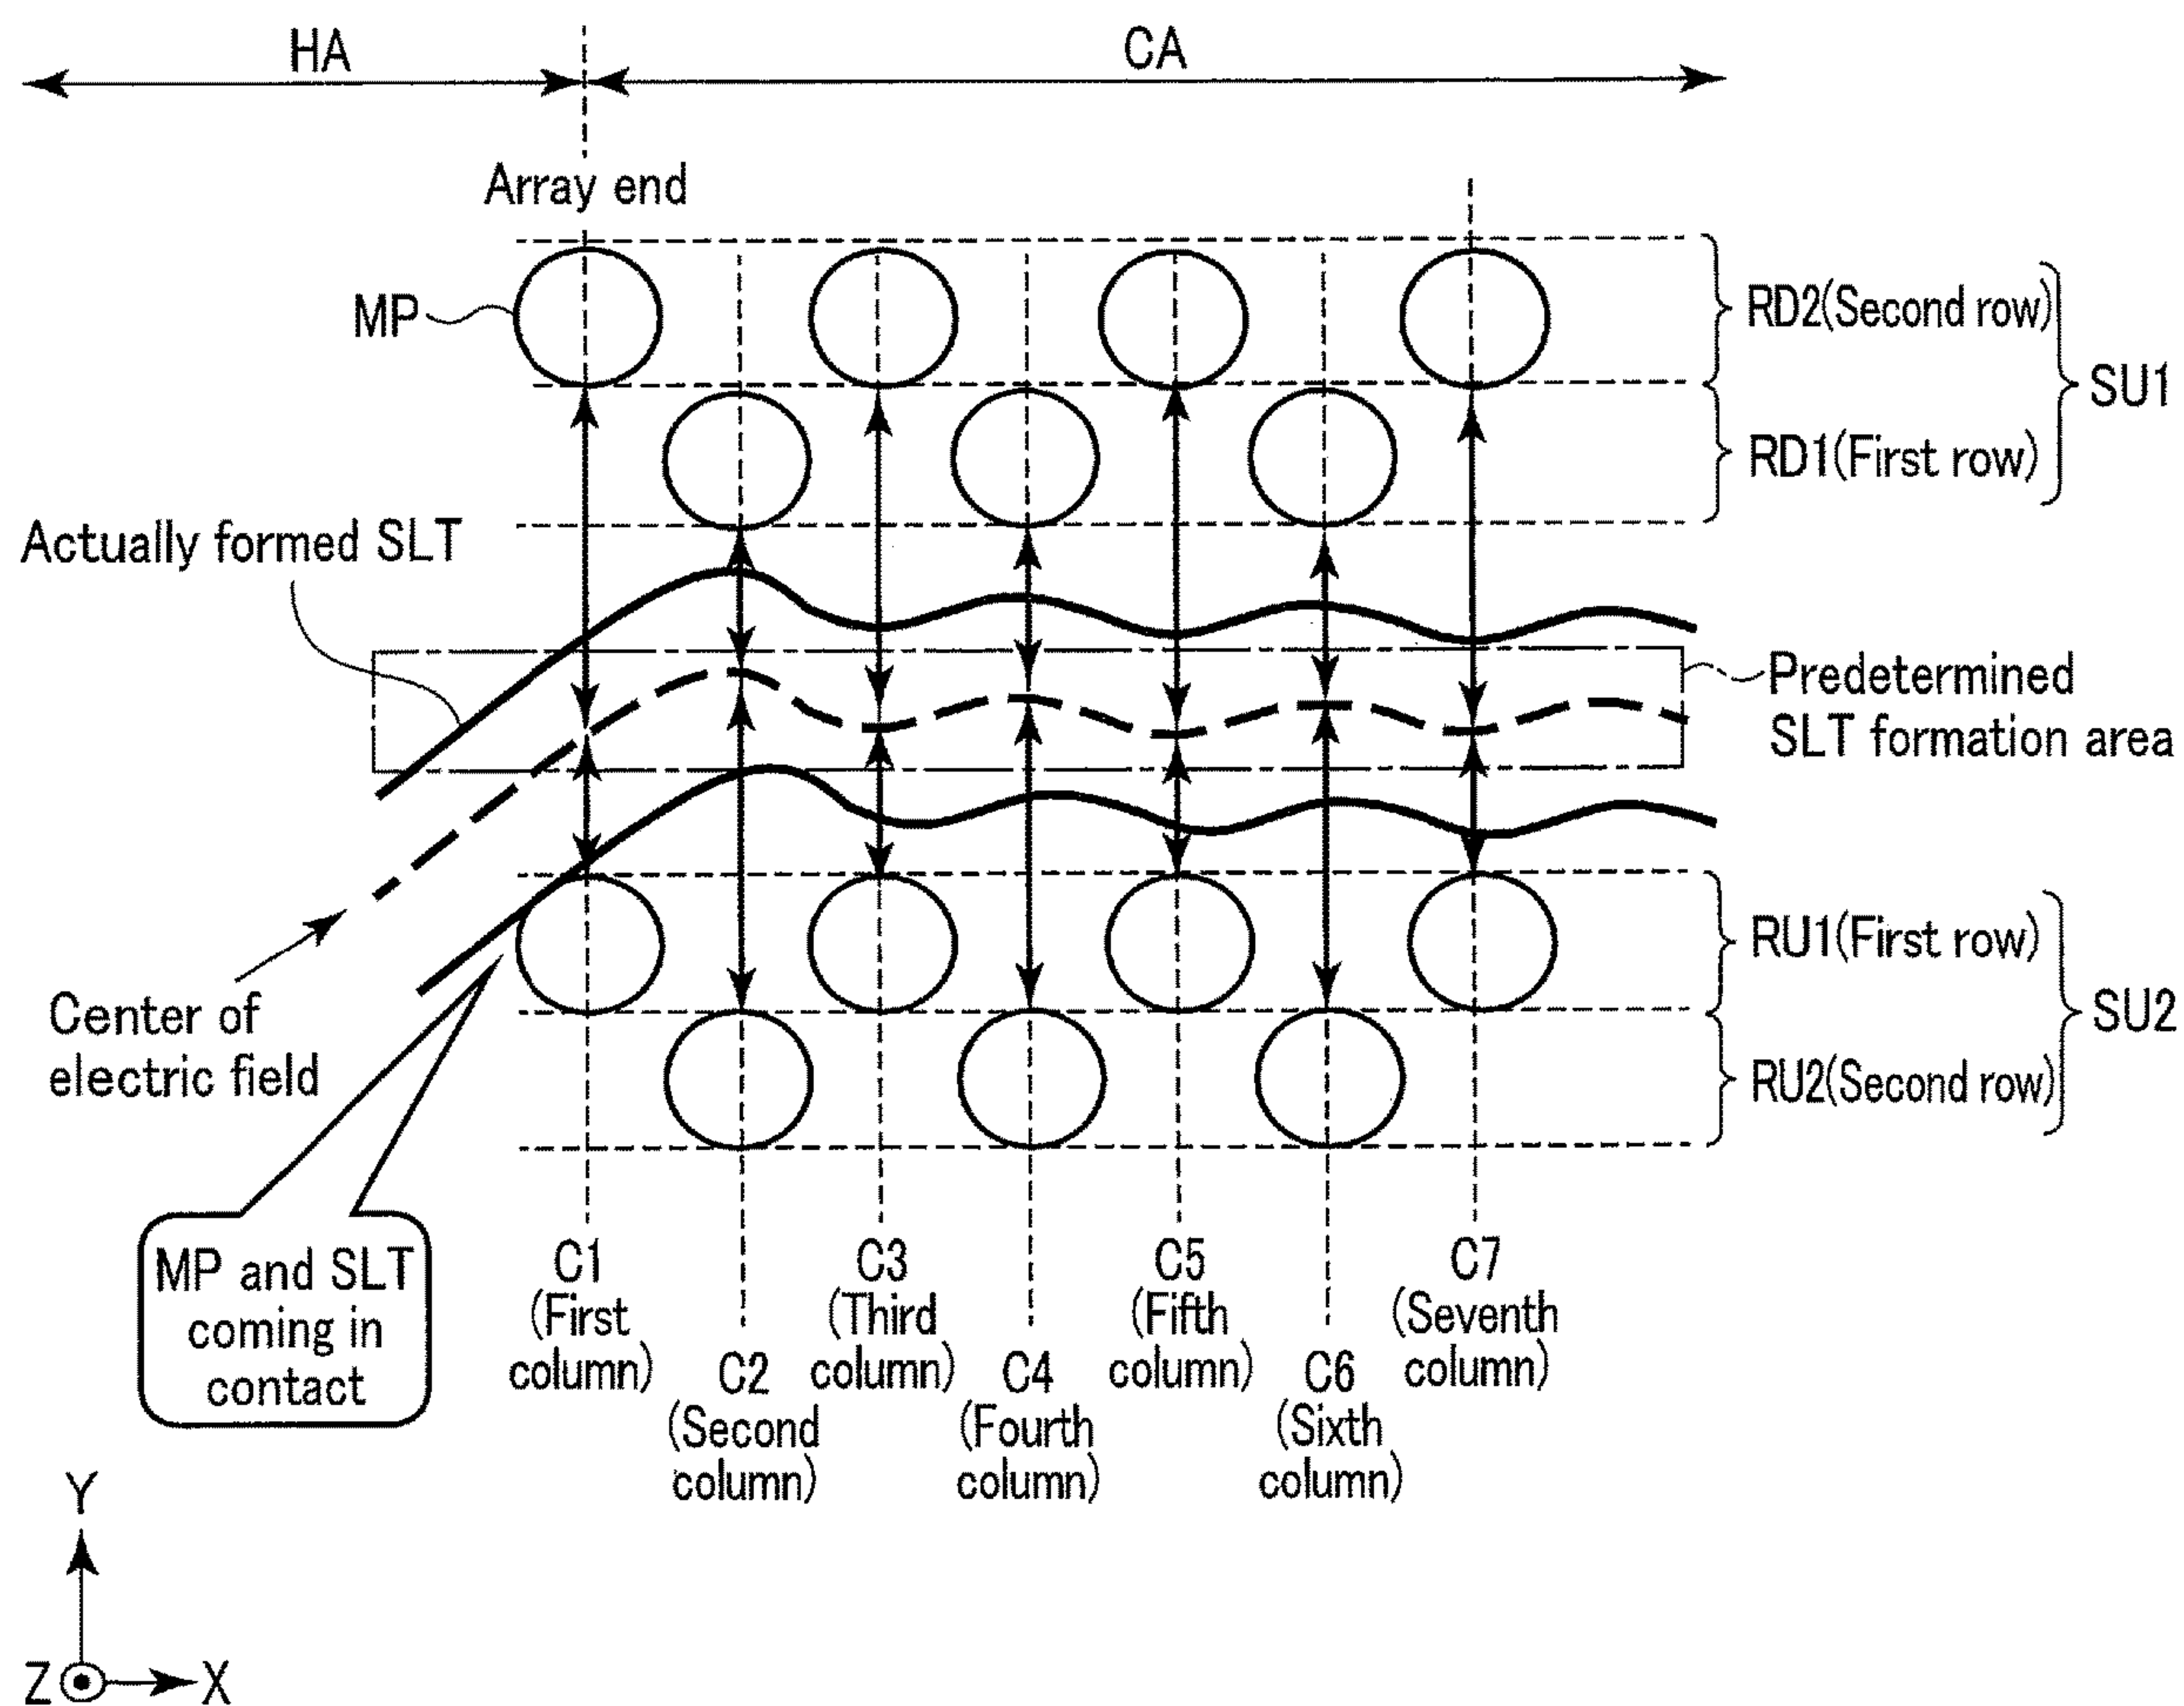 HA
CA
Array end
MP
RD2(Second row)
SU1
RD1(First row)
Actually formed SLT
Predetermined
SLT formation area
RU1(First row)
SU2
RU2(Second row)
Center of
electric field
MP and SLT
coming in
contact
C1
(First
column)
C2
(Second
column)
C3
(Third
column)
C4
(Fourth
column)
C5
(Fifth
column)
C6
(Sixth
column)
C7
(Seventh
column)
Y
Z
X